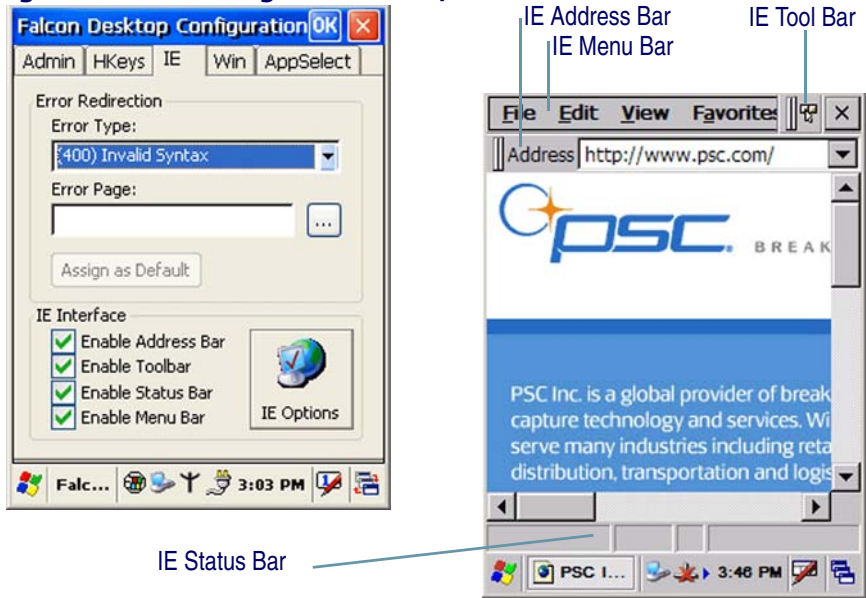 IE Address Bar
IE Tool Bar
IE Menu Bar
Falcon Desktop Configuration OK
Admin HKeys IE Win AppSelect
Error Redirection
Error Type:
(400) Invalid Syntax
Error Page:
...
Assign as Default
IE Interface
Enable Address Bar
Enable Toolbar
Enable Status Bar
Enable Menu Bar
IE Options
Falc... 3:03 PM
File Edit View Favorites
Address http://www.psc.com/
psc. BREAK
PSC Inc. is a global provider of break
capture technology and services. Wi
serve many industries including reta
distribution, transportation and logis
IE Status Bar
PSC I... 3:46 PM